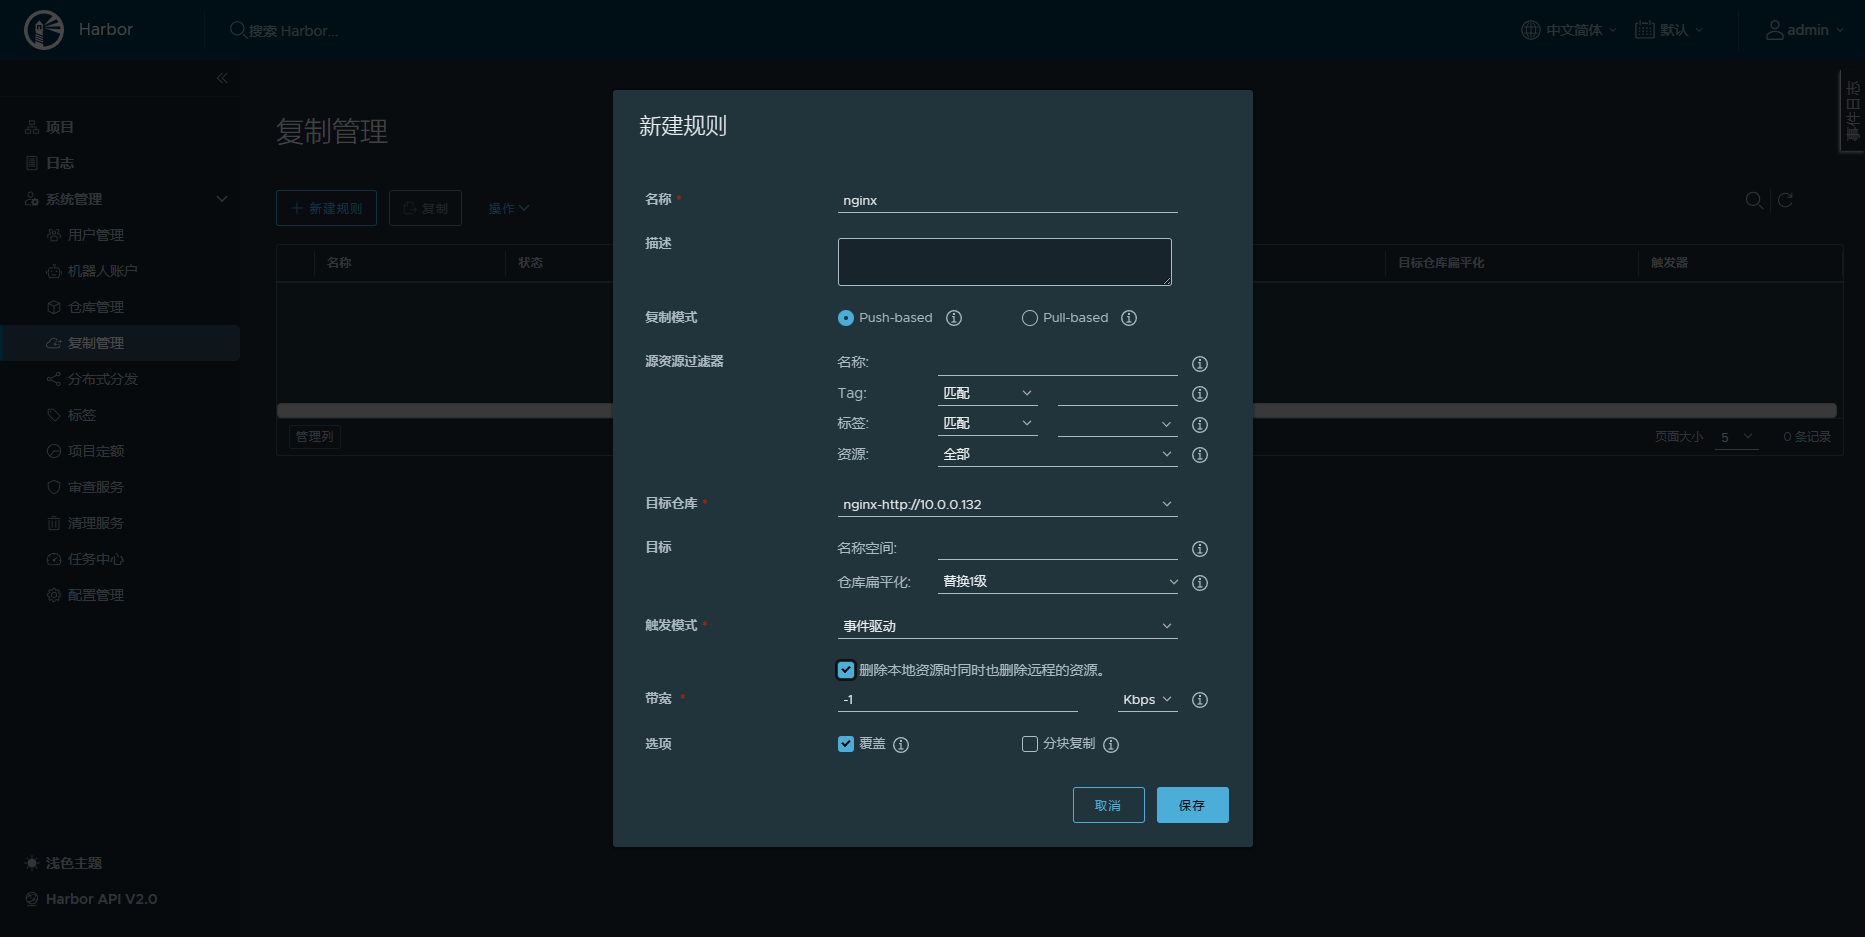 Harbor
搜索 Harbor...
中文简体
默认
admin
事件日志
项目
日志
系统管理
用户管理
机器人账户
仓库管理
复制管理
分布式分发
标签
项目定额
审查服务
清理服务
任务中心
配置管理
浅色主题
Harbor API V2.0
复制管理
新建规则
复制
操作
名称
状态
目标仓库扁平化
触发器
管理列
页面大小
5
0 条记录
新建规则
名称 *
nginx
描述
复制模式
Push-based
Pull-based
源资源过滤器
名称:
Tag:
匹配
标签:
匹配
资源:
全部
目标仓库 *
nginx-http://10.0.0.132
目标
名称空间:
仓库扁平化:
替换1级
触发模式 *
事件驱动
删除本地资源时同时也删除远程的资源。
带宽 *
-1
Kbps
选项
覆盖
分块复制
取消
保存